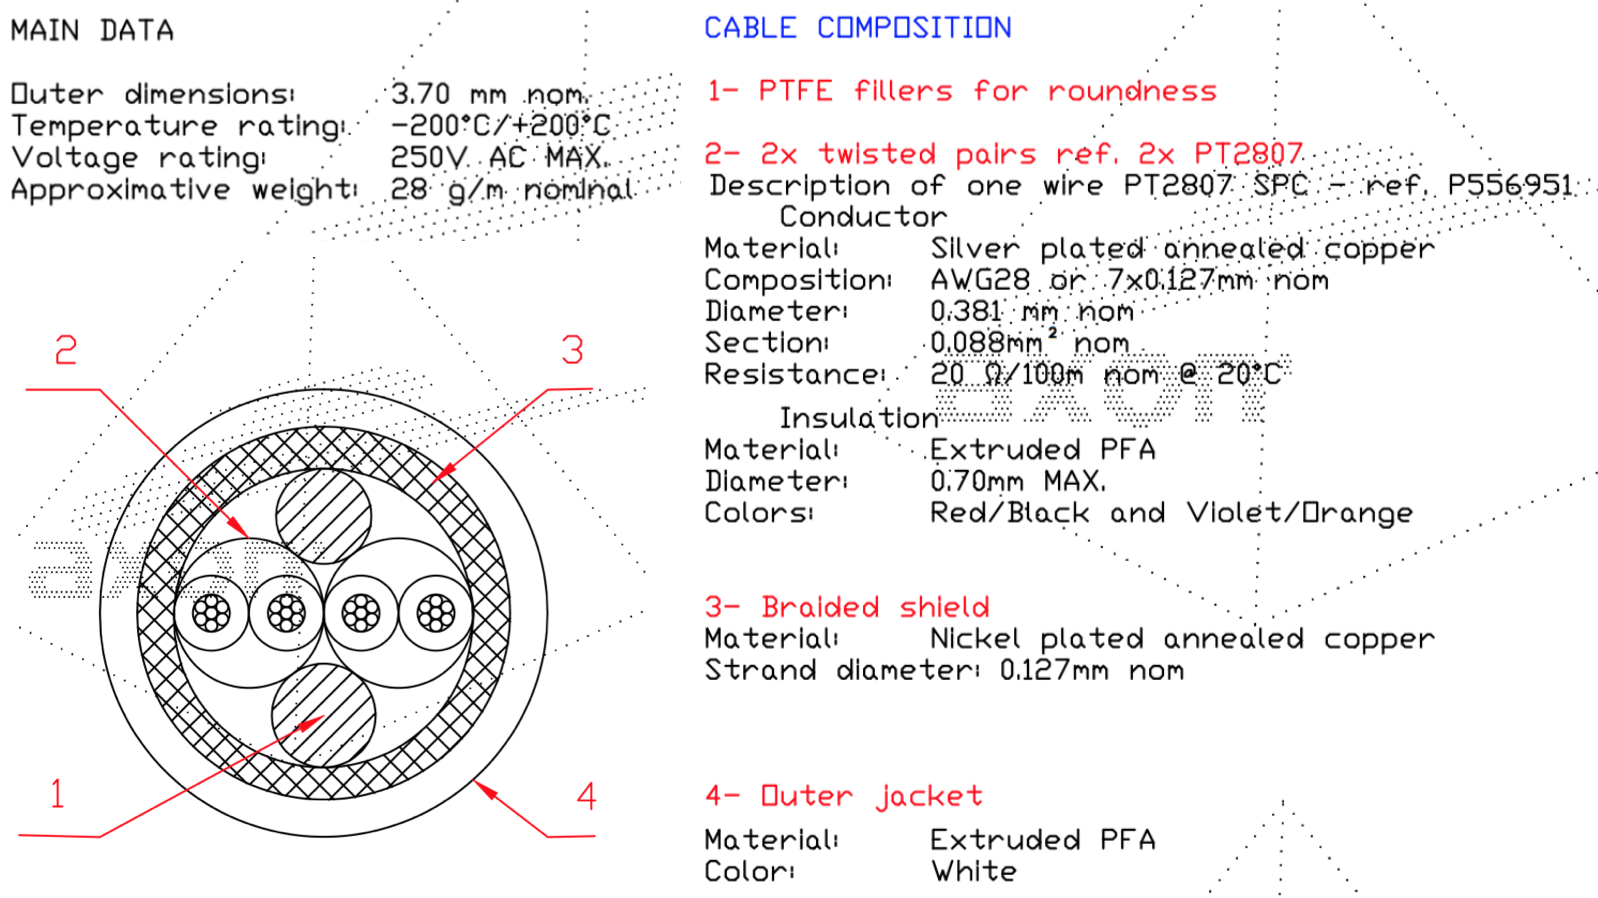 MAIN DATA
Outer dimensions: 3.70 mm nom.
Temperature rating: -200°C/+200°C
Voltage rating: 250V AC MAX.
Approximative weight: 28 g/m nominal
2
3
1
4
axon'
CABLE COMPOSITION
1- PTFE fillers for roundness
2- 2x twisted pairs ref. 2x PT2807
Description of one wire PT2807 SPC - ref. P556951
Conductor
Material: Silver plated annealed copper
Composition: AWG28 or 7x0.127mm nom
Diameter: 0.381 mm nom
Section: 0.088mm² nom
Resistance: 20 Ω/100m nom @ 20°C
axon'
Insulation
Material: Extruded PFA
Diameter: 0.70mm MAX.
Colors: Red/Black and Violet/Orange
3- Braided shield
Material: Nickel plated annealed copper
Strand diameter: 0.127mm nom
4- Outer jacket
Material: Extruded PFA
Color: White